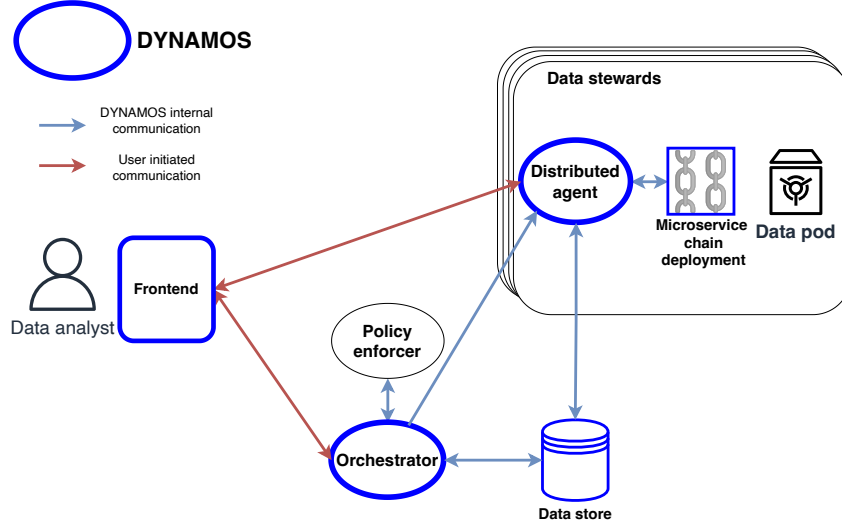 DYNAMOS
DYNAMOS internal
communication
User initiated
communication
Data stewards
Distributed
agent
Microservice
chain
deployment
Data pod
Frontend
Data analyst
Policy
enforcer
Orchestrator
Data store